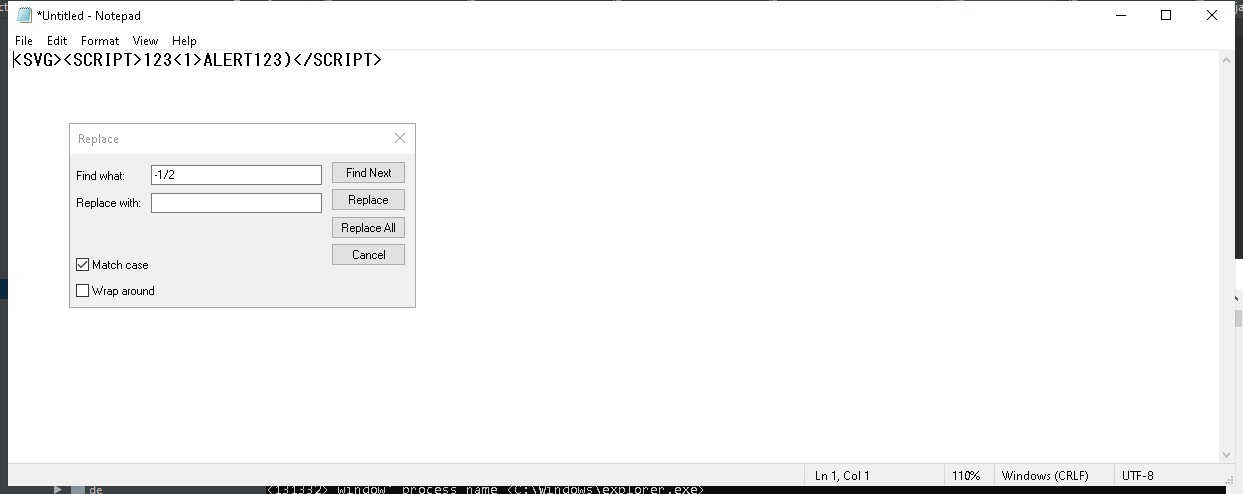 *Untitled - Notepad
File Edit Format View Help
<SVG><SCRIPT>123<1>ALERT123)</SCRIPT>
Replace
Find what: -1/2 Find Next
Replace with: Replace
Replace All
Cancel
Match case
Wrap around
Ln 1, Col 1 110% Windows (CRLF) UTF-8
de <131332> window' process name <C:\Windows\explorer.exe>